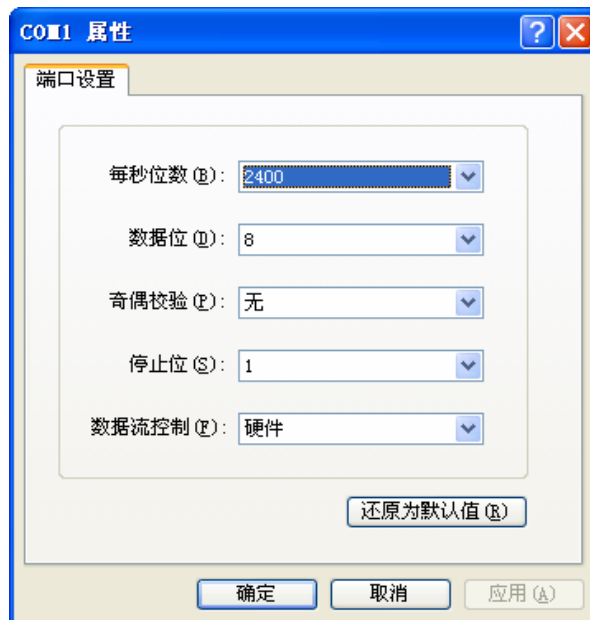 COM1 属性
端口设置
每秒位数(B): 2400
数据位(D): 8
奇偶校验(P): 无
停止位(S): 1
数据流控制(F): 硬件
还原为默认值(R)
确定 取消 应用(A)